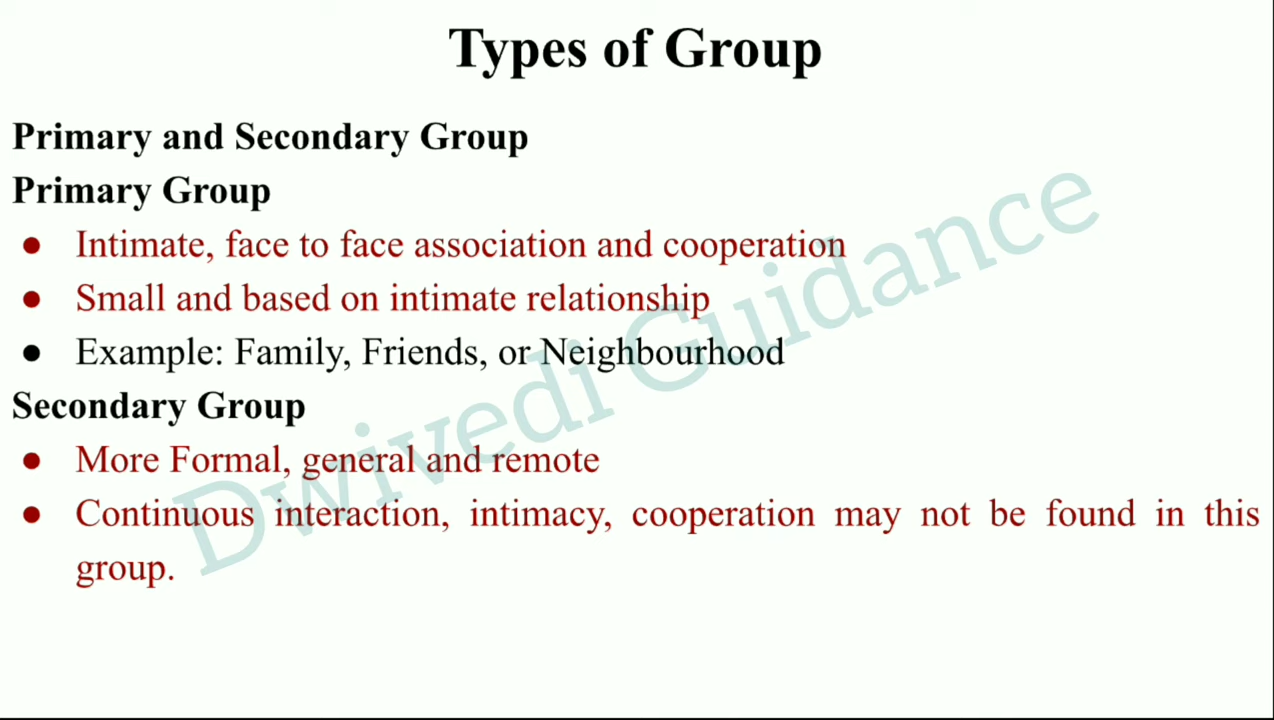 Types of Group
Primary and Secondary Group
Primary Group
● Intimate, face to face association and cooperation
● Small and based on intimate relationship
● Example: Family, Friends, or Neighbourhood
Secondary Group
● More Formal, general and remote
● Continuous interaction, intimacy, cooperation may not be found in this
group.
Dwivedi Guidance